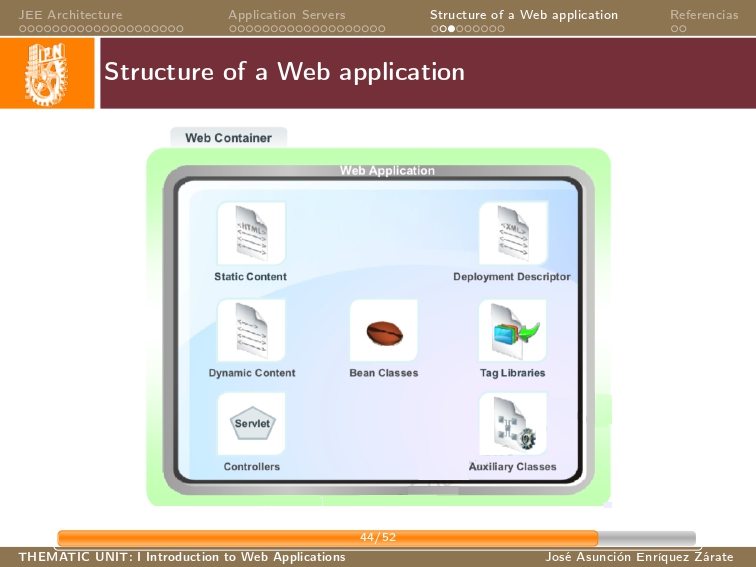 JEE Architecture Application Servers Structure of a Web application Referencias
IPN
Structure of a Web application
Web Container
Web Application
<HTML>
<XML>
Static Content Deployment Descriptor
Dynamic Content Bean Classes Tag Libraries
Servlet
Controllers Auxiliary Classes
44/52
THEMATIC UNIT: I Introduction to Web Applications José Asunción Enríquez Zárate